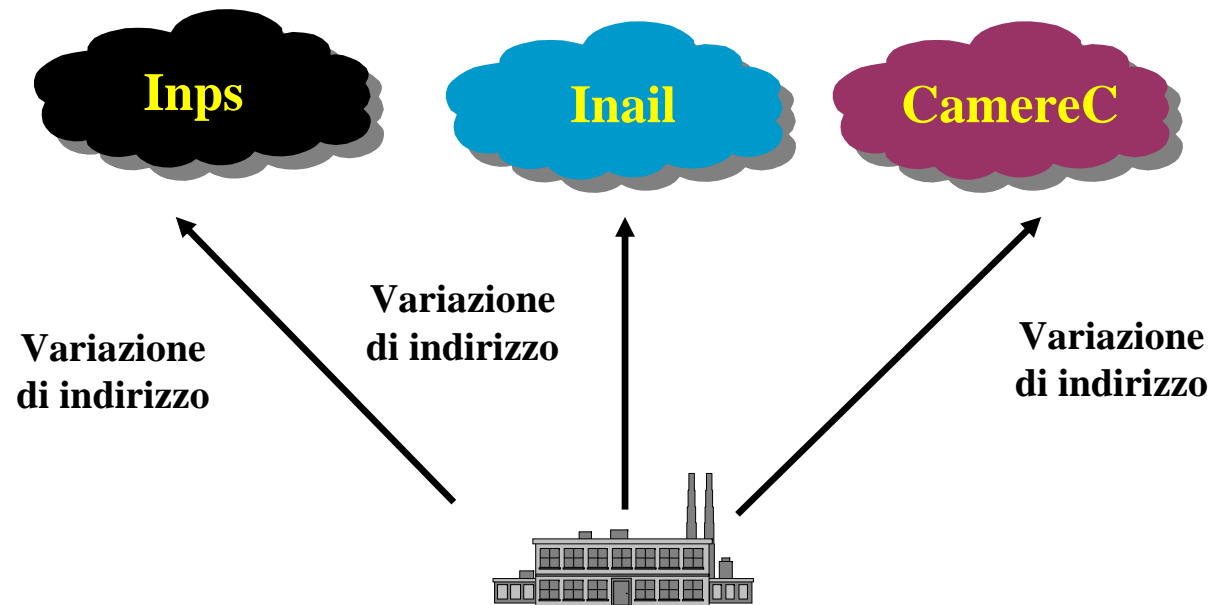 Inps
Inail
CamereC
Variazione
di indirizzo
Variazione
di indirizzo
Variazione
di indirizzo